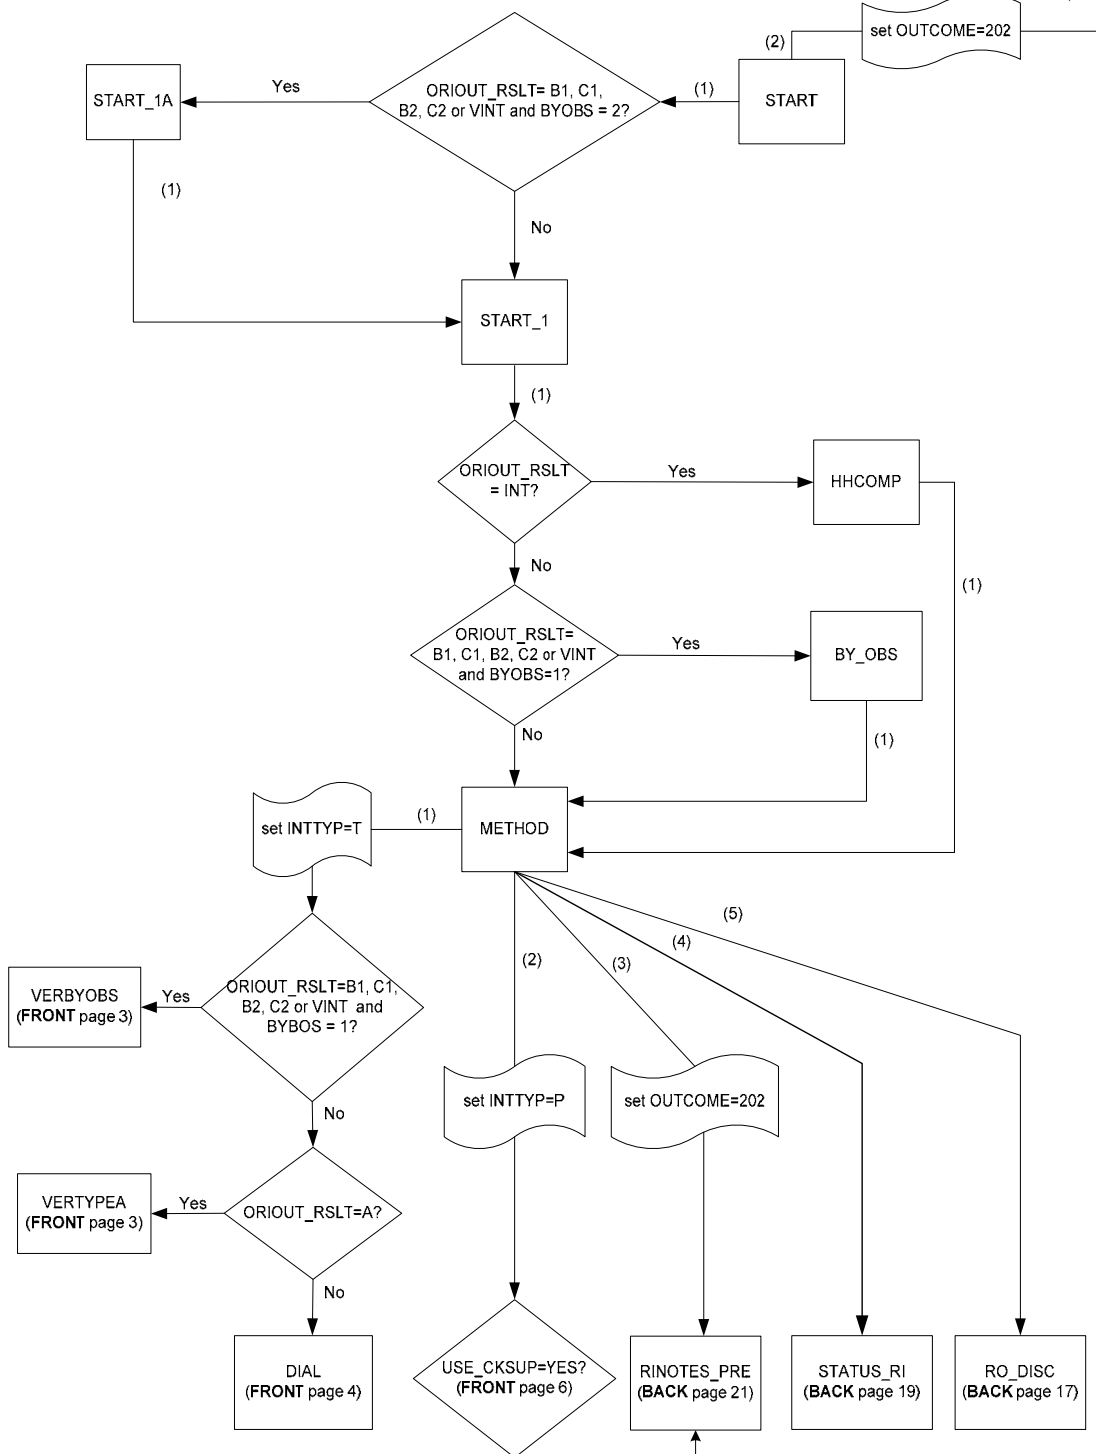 set OUTCOME=202
(2)
START
(1)
ORIOUT_RSLT= B1, C1,
B2, C2 or VINT and BYOBS = 2?
Yes
START_1A
(1)
No
START_1
(1)
ORIOUT_RSLT
= INT?
Yes
HHCOMP
(1)
No
ORIOUT_RSLT=
B1, C1, B2, C2 or VINT
and BYOBS=1?
Yes
BY_OBS
(1)
No
METHOD
(1)
set INTTYP=T
(2)
(3)
(4)
(5)
ORIOUT_RSLT=B1, C1,
B2, C2 or VINT and
BYBOS = 1?
Yes
VERBYOBS
(FRONT page 3)
No
set INTTYP=P
set OUTCOME=202
ORIOUT_RSLT=A?
Yes
VERTYPEA
(FRONT page 3)
No
DIAL
(FRONT page 4)
USE_CKSUP=YES?
(FRONT page 6)
RINOTES_PRE
(BACK page 21)
STATUS_RI
(BACK page 19)
RO_DISC
(BACK page 17)